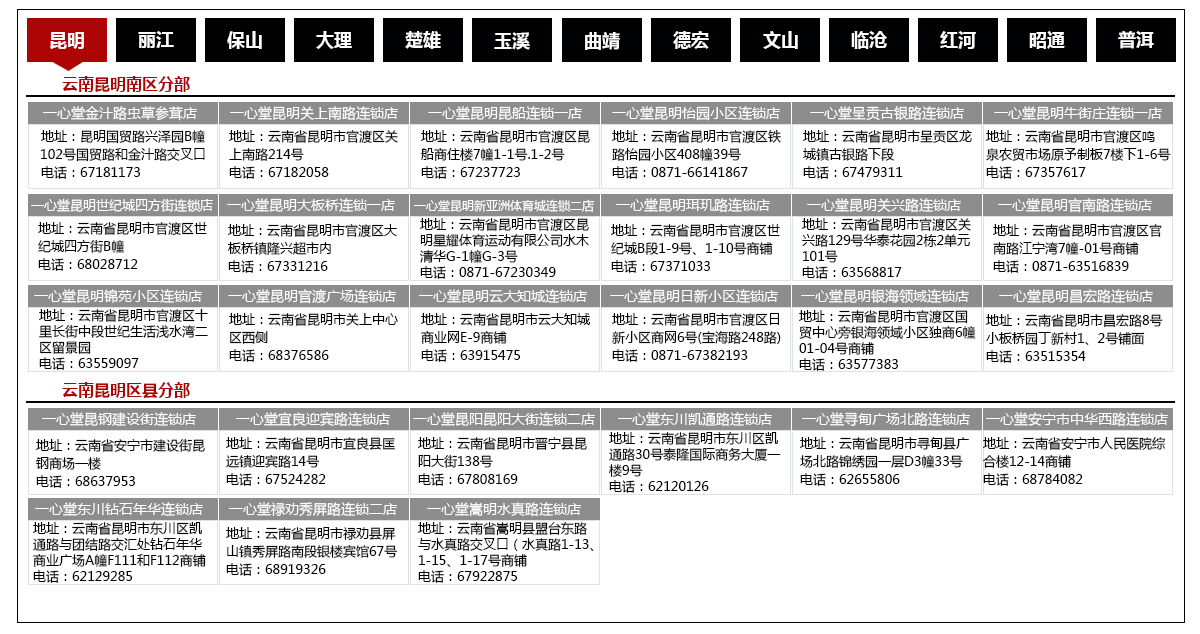 昆明 丽江 保山 大理 楚雄 玉溪 曲靖 德宏 文山 临沧 红河 昭通 普洱
云南昆明南区分部
一心堂金汁路虫草参茸店
地址：昆明国贸路兴泽园B幢
102号国贸路和金汁路交叉口
电话：67181173
一心堂昆明关上南路连锁店
地址：云南省昆明市官渡区关
上南路214号
电话：67182058
一心堂昆明昆船连锁一店
地址：云南省昆明市官渡区昆
船商住楼7幢1-1号.1-2号
电话：67237723
一心堂昆明怡园小区连锁店
地址：云南省昆明市官渡区铁
路怡园小区408幢39号
电话：0871-66141867
一心堂呈贡古银路连锁店
地址：云南省昆明市呈贡区龙
城镇古银路下段
电话：67479311
一心堂昆明牛街庄连锁一店
地址：云南省昆明市官渡区鸣
泉农贸市场原予制板7楼下1-6号
电话：67357617
一心堂昆明世纪城四方街连锁店
地址：云南省昆明市官渡区世
纪城四方街B幢
电话：68028712
一心堂昆明大板桥连锁一店
地址：云南省昆明市官渡区大
板桥镇隆兴超市内
电话：67331216
一心堂昆明新亚洲体育城连锁二店
地址：云南省昆明市官渡区昆
明星耀体育运动有限公司水木
清华G-1幢G-3号
电话：0871-67230349
一心堂昆明珥玑路连锁店
地址：云南省昆明市官渡区世
纪城B段1-9号、1-10号商铺
电话：67371033
一心堂昆明关兴路连锁店
地址：云南省昆明市官渡区关
兴路129号华泰花园2栋2单元
101号
电话：63568817
一心堂昆明官南路连锁店
地址：云南省昆明市官渡区官
南路江宁湾7幢-01号商铺
电话：0871-63516839
一心堂昆明锦苑小区连锁店
地址：云南省昆明市官渡区十
里长街中段世纪生活浅水湾二
区留景园
电话：63559097
一心堂昆明官渡广场连锁店
地址：云南省昆明市关上中心
区西侧
电话：68376586
一心堂昆明云大知城连锁店
地址：云南省昆明市云大知城
商业网E-9商铺
电话：63915475
一心堂昆明日新小区连锁店
地址：云南省昆明市官渡区日
新小区商网6号(宝海路248路)
电话：0871-67382193
一心堂昆明银海领域连锁店
地址：云南省昆明市官渡区国
贸中心旁银海领域小区独商6幢
01-04号商铺
电话：63577383
一心堂昆明昌宏路连锁店
地址：云南省昆明市昌宏路8号
小板桥园丁新村1、2号铺面
电话：63515354
云南昆明区县分部
一心堂昆钢建设街连锁店
地址：云南省安宁市建设街昆
钢商场一楼
电话：68637953
一心堂宜良迎宾路连锁店
地址：云南省昆明市宜良县匡
远镇迎宾路14号
电话：67524282
一心堂昆阳昆阳大街连锁二店
地址：云南省昆明市晋宁县昆
阳大街138号
电话：67808169
一心堂东川凯通路连锁店
地址：云南省昆明市东川区凯
通路30号泰隆国际商务大厦一
楼9号
电话：62120126
一心堂寻甸广场北路连锁店
地址：云南省昆明市寻甸县广
场北路锦绣园一层D3幢33号
电话：62655806
一心堂安宁市中华西路连锁店
地址：云南省安宁市人民医院综
合楼12-14商铺
电话：68784082
一心堂东川钻石年华连锁店
地址：云南省昆明市东川区凯
通路与团结路交汇处钻石年华
商业广场A幢F111和F112商铺
电话：62129285
一心堂禄劝秀屏路连锁二店
地址：云南省昆明市禄劝县屏
山镇秀屏路南段银楼宾馆67号
电话：68919326
一心堂嵩明水真路连锁店
地址：云南省嵩明县盟台东路
与水真路交叉口（水真路1-13、
1-15、1-17号商铺
电话：67922875